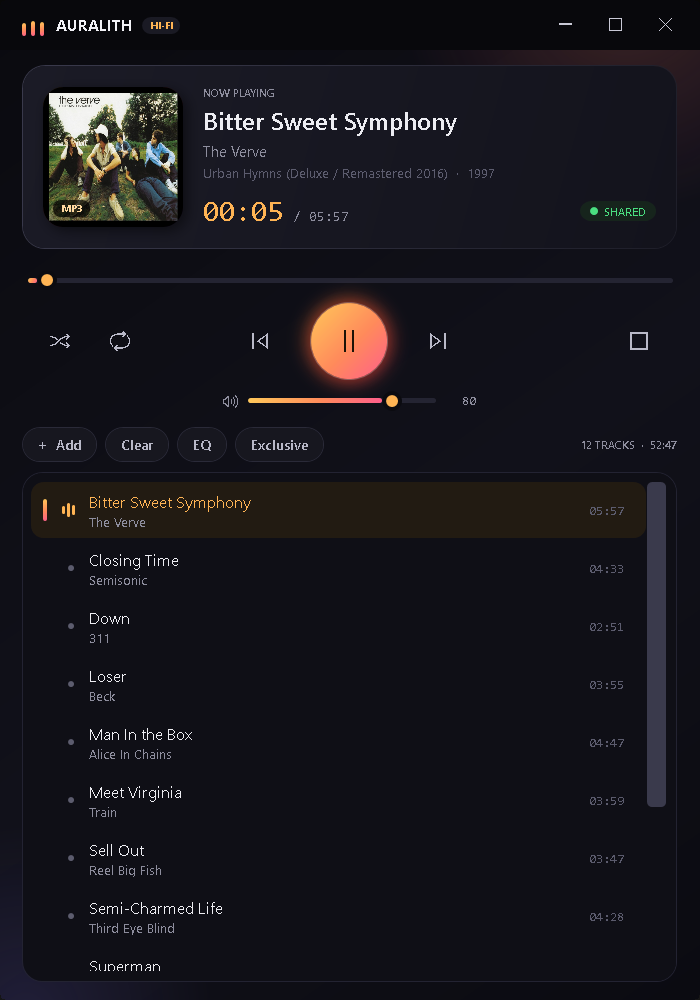 AURALITH HI-FI
the verve
MP3
NOW PLAYING
Bitter Sweet Symphony
The Verve
Urban Hymns (Deluxe / Remastered 2016) · 1997
00:05 / 05:57
SHARED
80
+ Add
Clear
EQ
Exclusive
12 TRACKS · 52:47
Bitter Sweet Symphony
The Verve
05:57
Closing Time
Semisonic
04:33
Down
311
02:51
Loser
Beck
03:55
Man In the Box
Alice In Chains
04:47
Meet Virginia
Train
03:59
Sell Out
Reel Big Fish
03:47
Semi-Charmed Life
Third Eye Blind
04:28
Superman